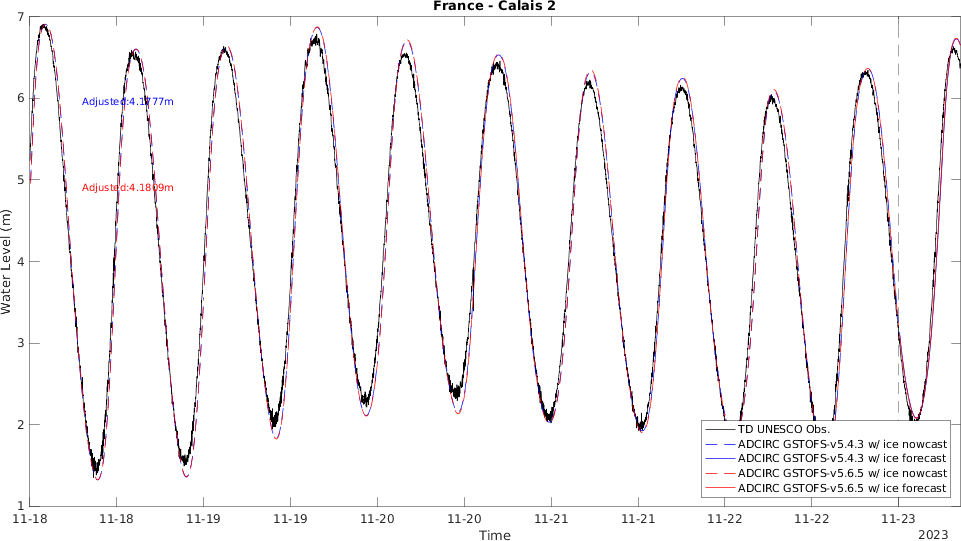 France - Calais 2
7
6
5
4
3
2
1
Water Level (m)
Adjusted:4.1777m
Adjusted:4.1809m
TD UNESCO Obs.
ADCIRC GSTOFS-v5.4.3 w/ ice nowcast
ADCIRC GSTOFS-v5.4.3 w/ ice forecast
ADCIRC GSTOFS-v5.6.5 w/ ice nowcast
ADCIRC GSTOFS-v5.6.5 w/ ice forecast
11-18 11-18 11-19 11-19 11-20 11-20 11-21 11-21 11-22 11-22 11-23
Time
2023